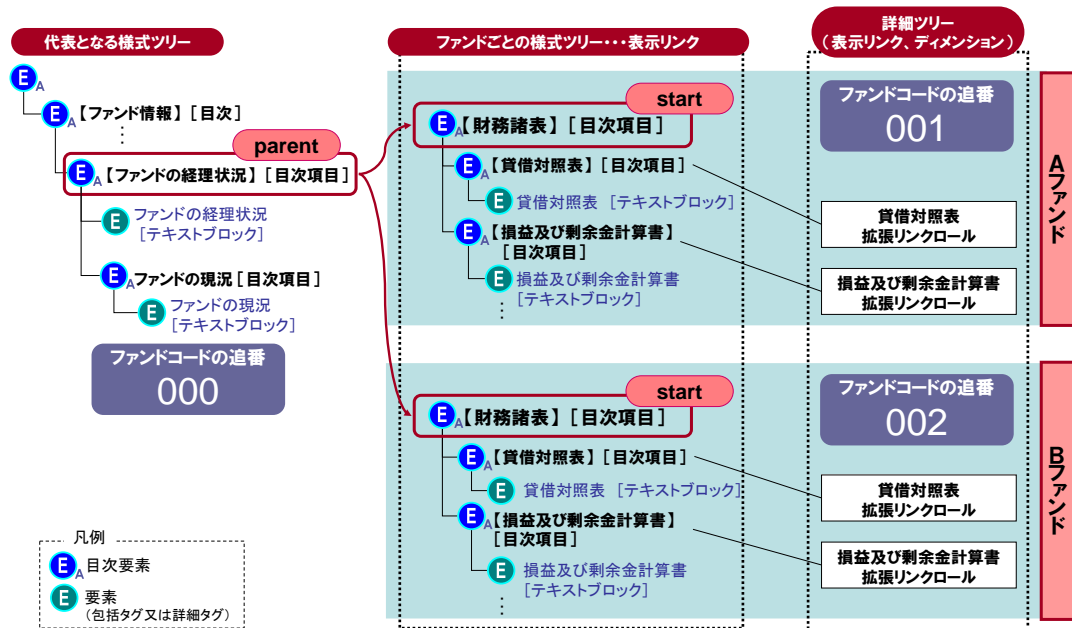 代表となる様式ツリー
E A
E A 【ファンド情報】 [目次]
︙
parent
E A 【ファンドの経理状況】 [目次項目]
E ファンドの経理状況
[テキストブロック]
E A ファンドの現況 [目次項目]
E ファンドの現況
[テキストブロック]
ファンドコードの追番
000
凡例
E A 目次要素
E 要素
(包括タグ又は詳細タグ)
ファンドごとの様式ツリー・・・表示リンク
start
E A 【財務諸表】 [目次項目]
E A 【貸借対照表】 [目次項目]
E 貸借対照表 [テキストブロック]
E A 【損益及び剰余金計算書】
[目次項目]
E 損益及び剰余金計算書
[テキストブロック]
︙
start
E A 【財務諸表】 [目次項目]
E A 【貸借対照表】 [目次項目]
E 貸借対照表 [テキストブロック]
E A 【損益及び剰余金計算書】
[目次項目]
E 損益及び剰余金計算書
[テキストブロック]
︙
詳細ツリー
(表示リンク、ディメンション)
ファンドコードの追番
001
貸借対照表
拡張リンクロール
損益及び剰余金計算書
拡張リンクロール
Aファンド
ファンドコードの追番
002
貸借対照表
拡張リンクロール
損益及び剰余金計算書
拡張リンクロール
Bファンド